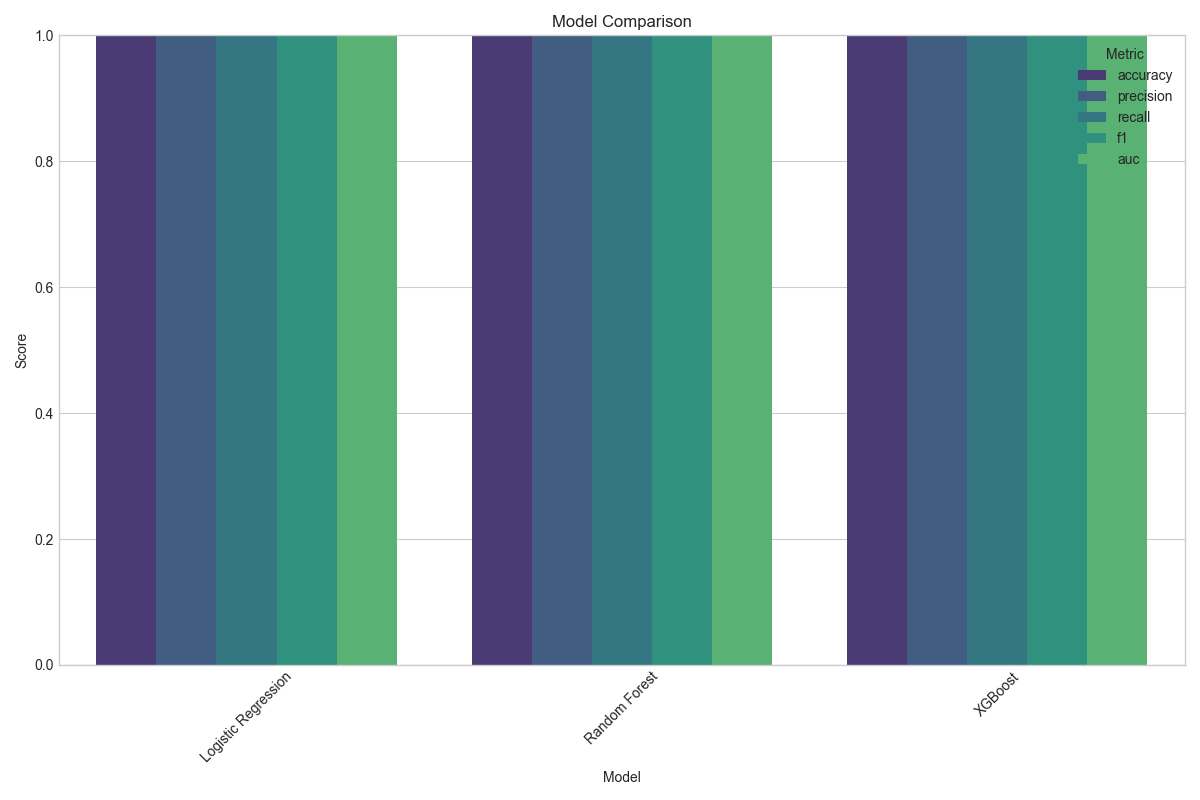 Model Comparison
1.0
0.8
0.6
0.4
0.2
0.0
Score
Metric
accuracy
precision
recall
f1
auc
Logistic Regression
Random Forest
XGBoost
Model